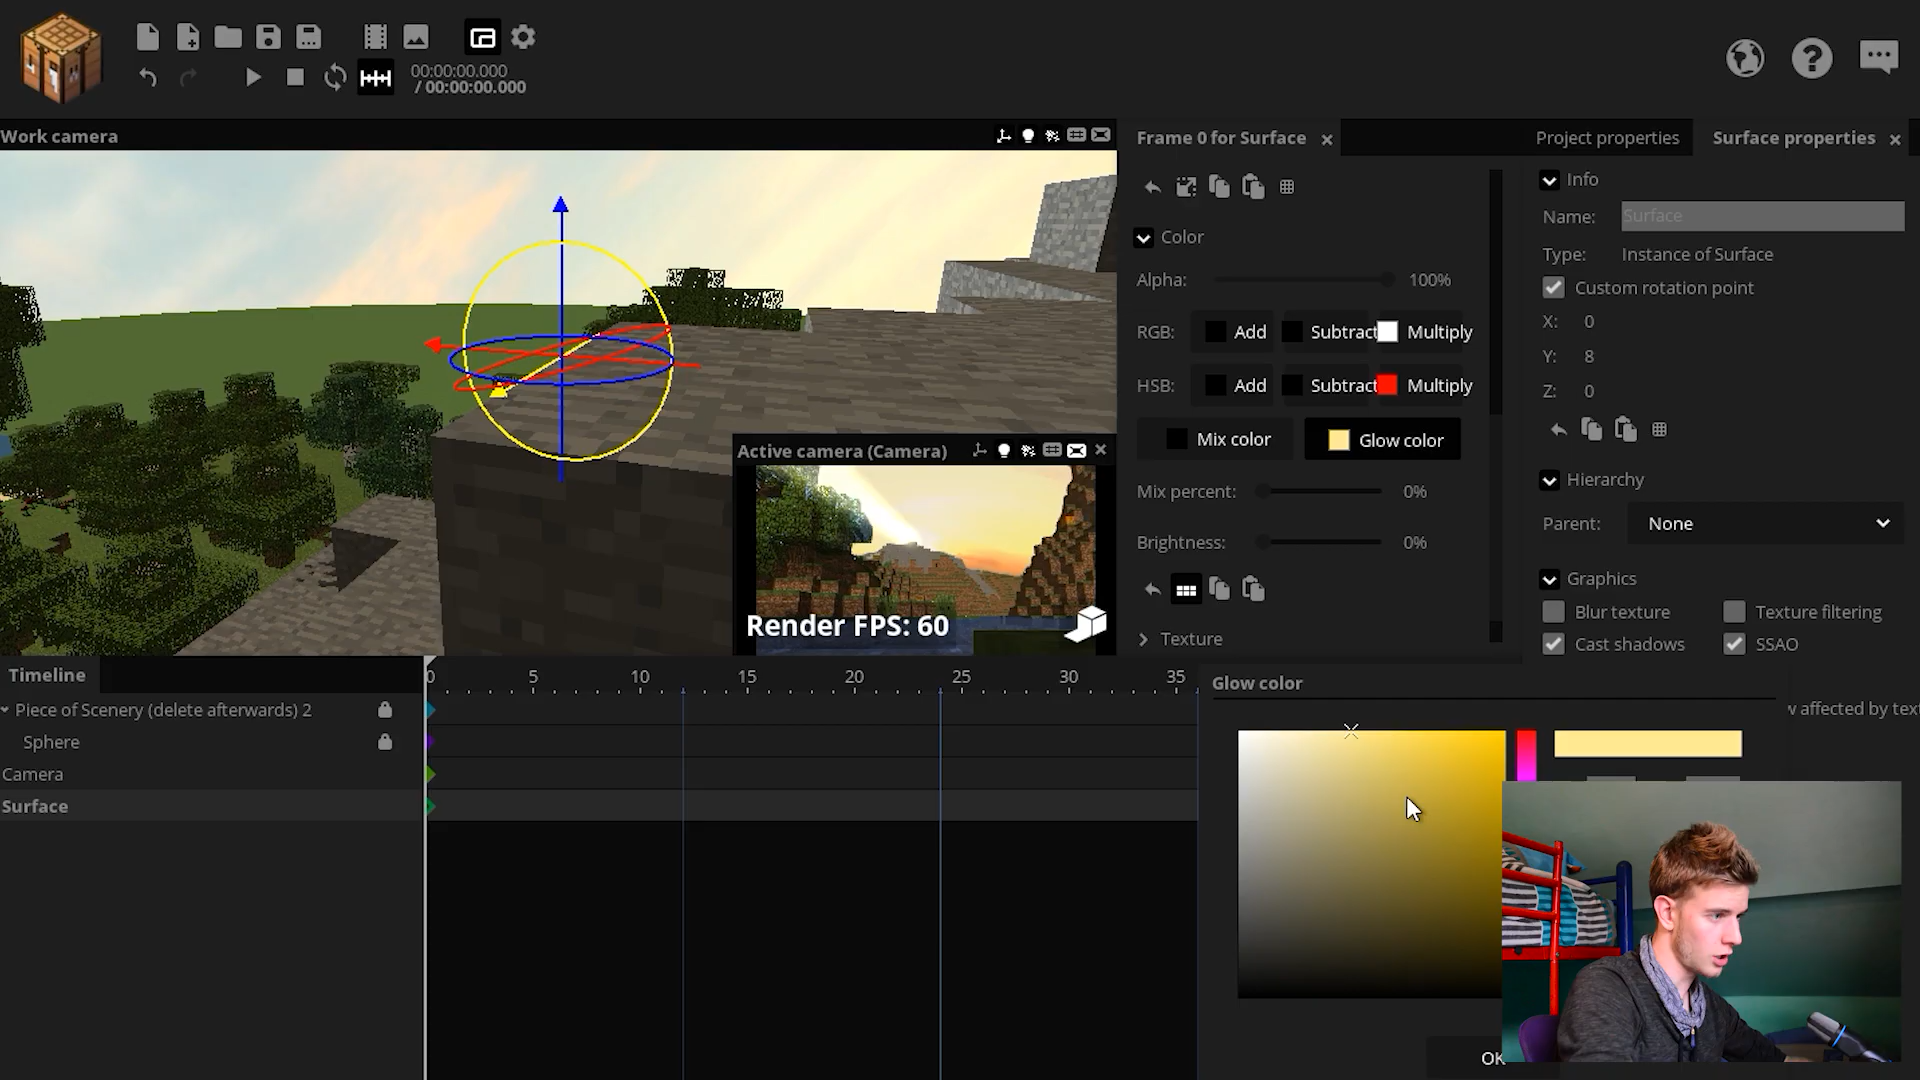 00:00:00.000
/ 00:00:00.000
Work camera
Frame 0 for Surface
Project properties
Surface properties
Color
Alpha:
100%
RGB:
Add
Subtract
Multiply
HSB:
Add
Subtract
Multiply
Mix color
Glow color
Mix percent:
0%
Brightness:
0%
Texture
Info
Name:
Surface
Type:
Instance of Surface
Custom rotation point
X:
0
Y:
8
Z:
0
Hierarchy
Parent:
None
Graphics
Blur texture
Texture filtering
Cast shadows
SSAO
Active camera (Camera)
Render FPS: 60
Timeline
0 5 10 15 20 25 30 35
Piece of Scenery (delete afterwards) 2
Sphere
Camera
Surface
Glow color
affected by
OK